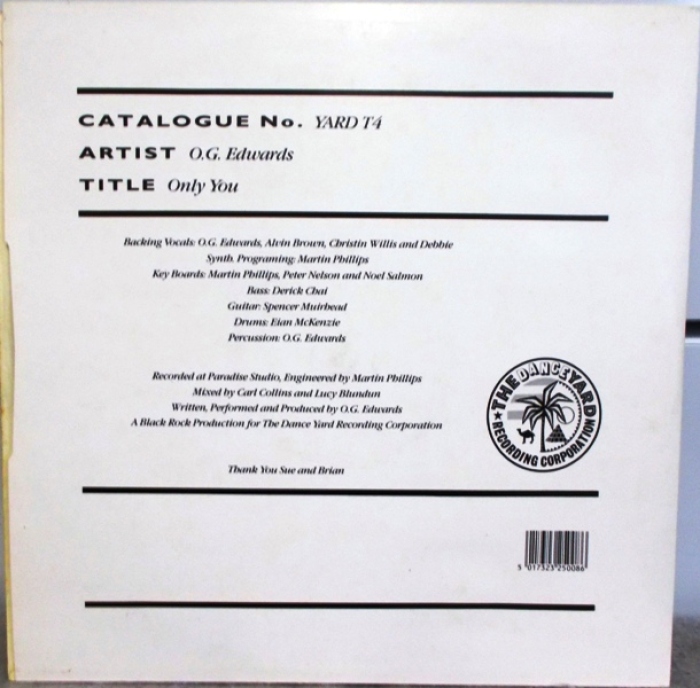 CATALOGUE No. YARD T4
ARTIST O.G. Edwards
TITLE Only You
Backing Vocals: O.G. Edwards, Alvin Brown, Christin Willis and Debbie
Synth. Programing: Martin Phillips
Key Boards: Martin Phillips, Peter Nelson and Noel Salmon
Bass: Derick Chai
Guitar: Spencer Muirhead
Drums: Eian McKenzie
Percussion: O.G. Edwards
Recorded at Paradise Studio, Engineered by Martin Phillips
Mixed by Carl Collins and Lucy Blundun
Written, Performed and Produced by O.G. Edwards
A Black Rock Production for The Dance Yard Recording Corporation
THE DANCE YARD
RECORDING CORPORATION
Thank You Sue and Brian
5 017323 250086